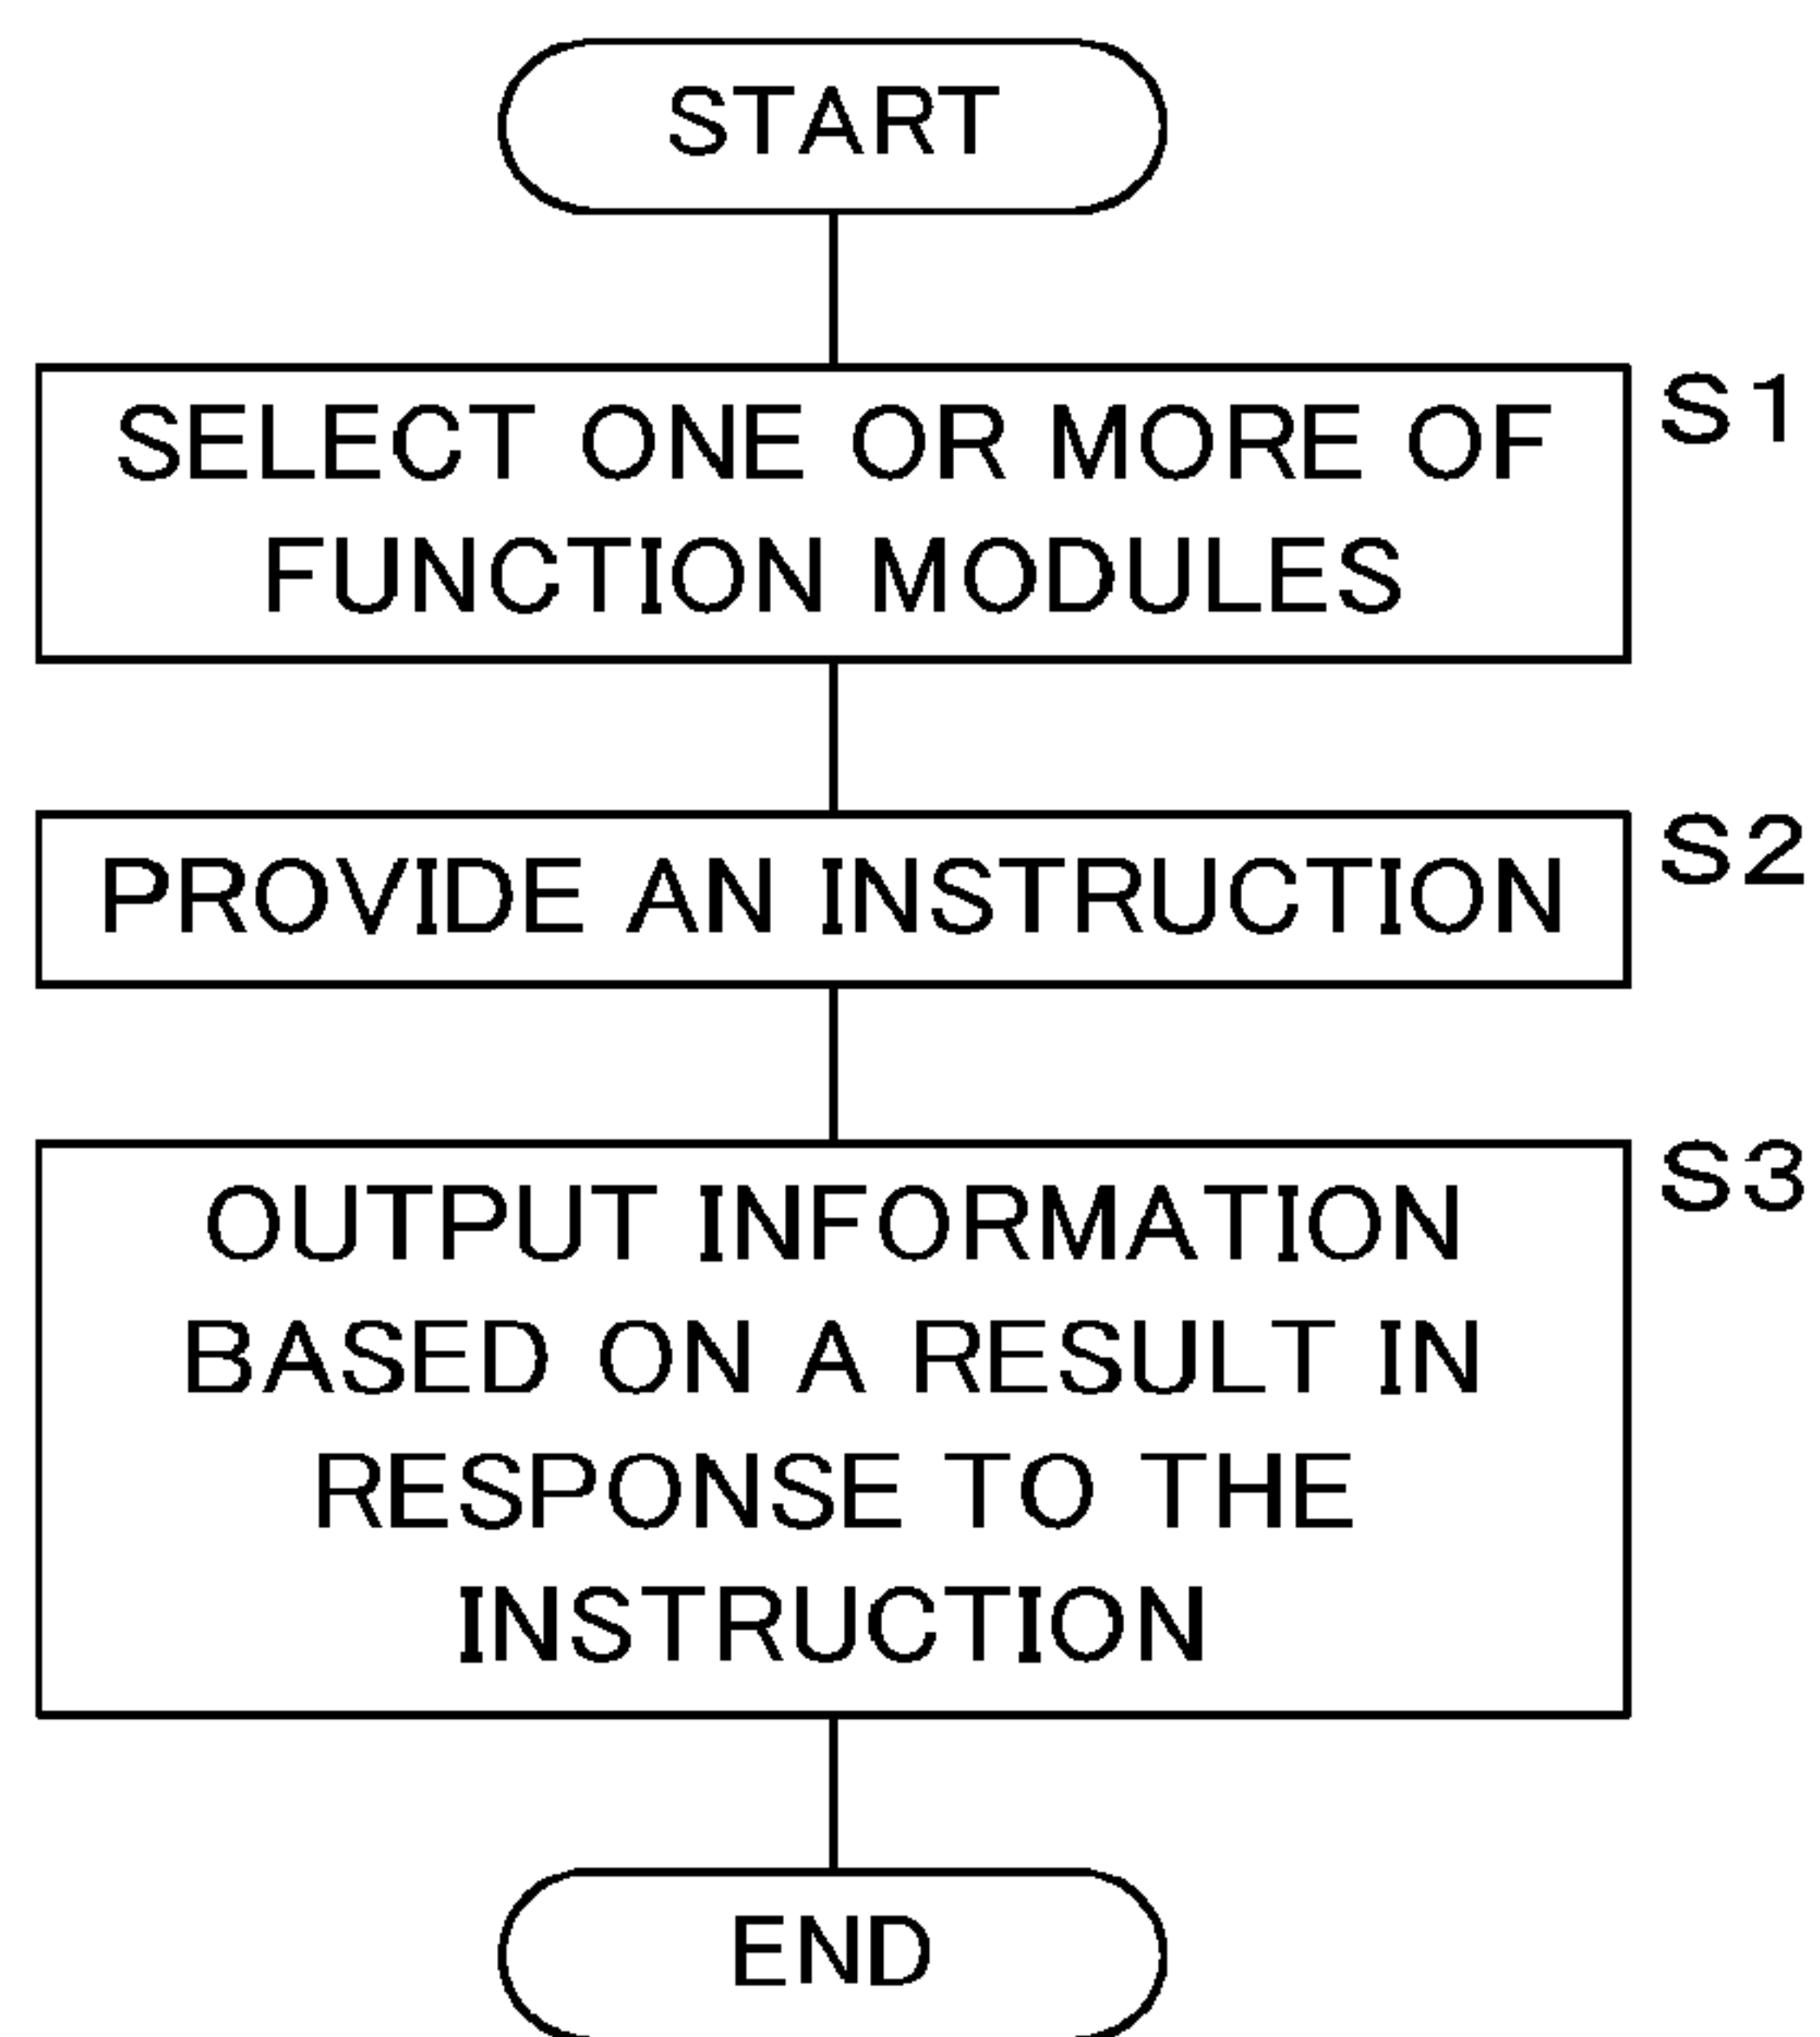 START
SELECT ONE OR MORE OF
FUNCTION MODULES
S1
PROVIDE AN INSTRUCTION
S2
OUTPUT INFORMATION
BASED ON A RESULT IN
RESPONSE TO THE
INSTRUCTION
S3
END